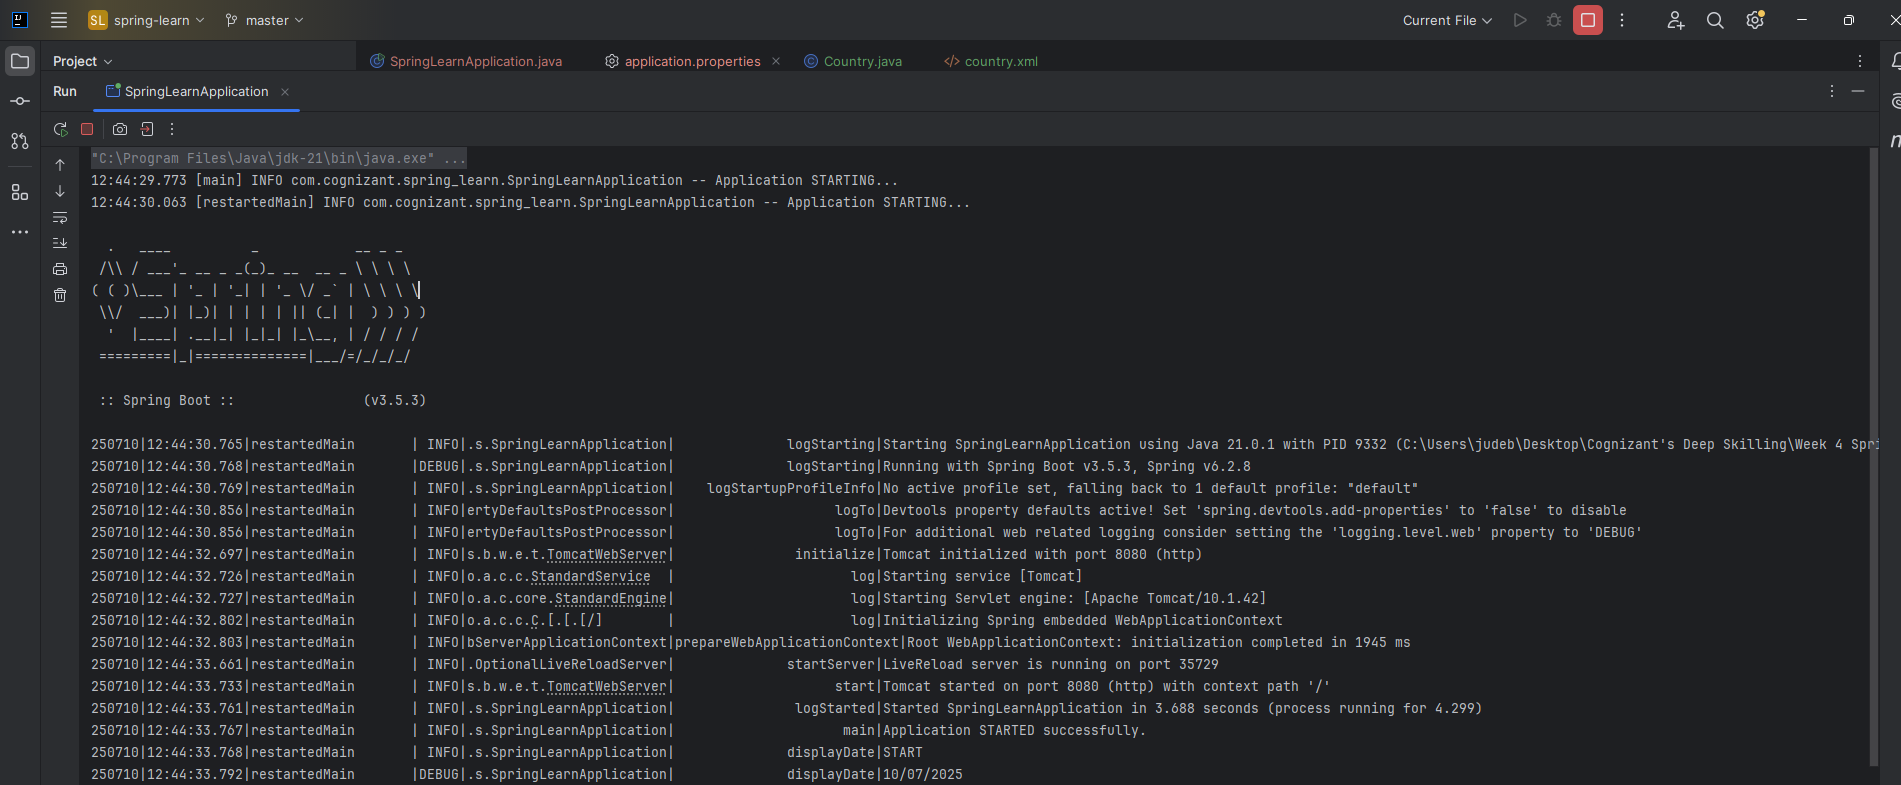 SL spring-learn master Current File
Project SpringLearnApplication.java application.properties Country.java country.xml
Run SpringLearnApplication
"C:\Program Files\Java\jdk-21\bin\java.exe" ...
12:44:29.773 [main] INFO com.cognizant.spring_learn.SpringLearnApplication -- Application STARTING...
12:44:30.063 [restartedMain] INFO com.cognizant.spring_learn.SpringLearnApplication -- Application STARTING...
  .   ____          _            __ _ _
 /\\ / ___'_ __ _ _(_)_ __  __ _ \ \ \ \
( ( )\___ | '_ | '_| | '_ \/ _` | \ \ \ \
 \\/  ___)| |_)| | | | | || (_| |  ) ) ) )
  '  |____| .__|_| |_|_| |_\__, | / / / /
 =========|_|==============|___/=/_/_/_/
 :: Spring Boot ::                (v3.5.3)
250710|12:44:30.765|restartedMain       | INFO|.s.SpringLearnApplication|              logStarting|Starting SpringLearnApplication using Java 21.0.1 with PID 9332 (C:\Users\judeb\Desktop\Cognizant's Deep Skilling\Week 4 Spri
250710|12:44:30.768|restartedMain       |DEBUG|.s.SpringLearnApplication|              logStarting|Running with Spring Boot v3.5.3, Spring v6.2.8
250710|12:44:30.769|restartedMain       | INFO|.s.SpringLearnApplication|    logStartupProfileInfo|No active profile set, falling back to 1 default profile: "default"
250710|12:44:30.856|restartedMain       | INFO|ertyDefaultsPostProcessor|                    logTo|Devtools property defaults active! Set 'spring.devtools.add-properties' to 'false' to disable
250710|12:44:30.856|restartedMain       | INFO|ertyDefaultsPostProcessor|                    logTo|For additional web related logging consider setting the 'logging.level.web' property to 'DEBUG'
250710|12:44:32.697|restartedMain       | INFO|s.b.w.e.t.TomcatWebServer|               initialize|Tomcat initialized with port 8080 (http)
250710|12:44:32.726|restartedMain       | INFO|o.a.c.c.StandardService  |                      log|Starting service [Tomcat]
250710|12:44:32.727|restartedMain       | INFO|o.a.c.core.StandardEngine|                      log|Starting Servlet engine: [Apache Tomcat/10.1.42]
250710|12:44:32.802|restartedMain       | INFO|o.a.c.c.C.[.[.[/]        |                      log|Initializing Spring embedded WebApplicationContext
250710|12:44:32.803|restartedMain       | INFO|bServerApplicationContext|prepareWebApplicationContext|Root WebApplicationContext: initialization completed in 1945 ms
250710|12:44:33.661|restartedMain       | INFO|.OptionalLiveReloadServer|              startServer|LiveReload server is running on port 35729
250710|12:44:33.733|restartedMain       | INFO|s.b.w.e.t.TomcatWebServer|                    start|Tomcat started on port 8080 (http) with context path '/'
250710|12:44:33.761|restartedMain       | INFO|.s.SpringLearnApplication|               logStarted|Started SpringLearnApplication in 3.688 seconds (process running for 4.299)
250710|12:44:33.767|restartedMain       | INFO|.s.SpringLearnApplication|                     main|Application STARTED successfully.
250710|12:44:33.768|restartedMain       | INFO|.s.SpringLearnApplication|              displayDate|START
250710|12:44:33.792|restartedMain       |DEBUG|.s.SpringLearnApplication|              displayDate|10/07/2025